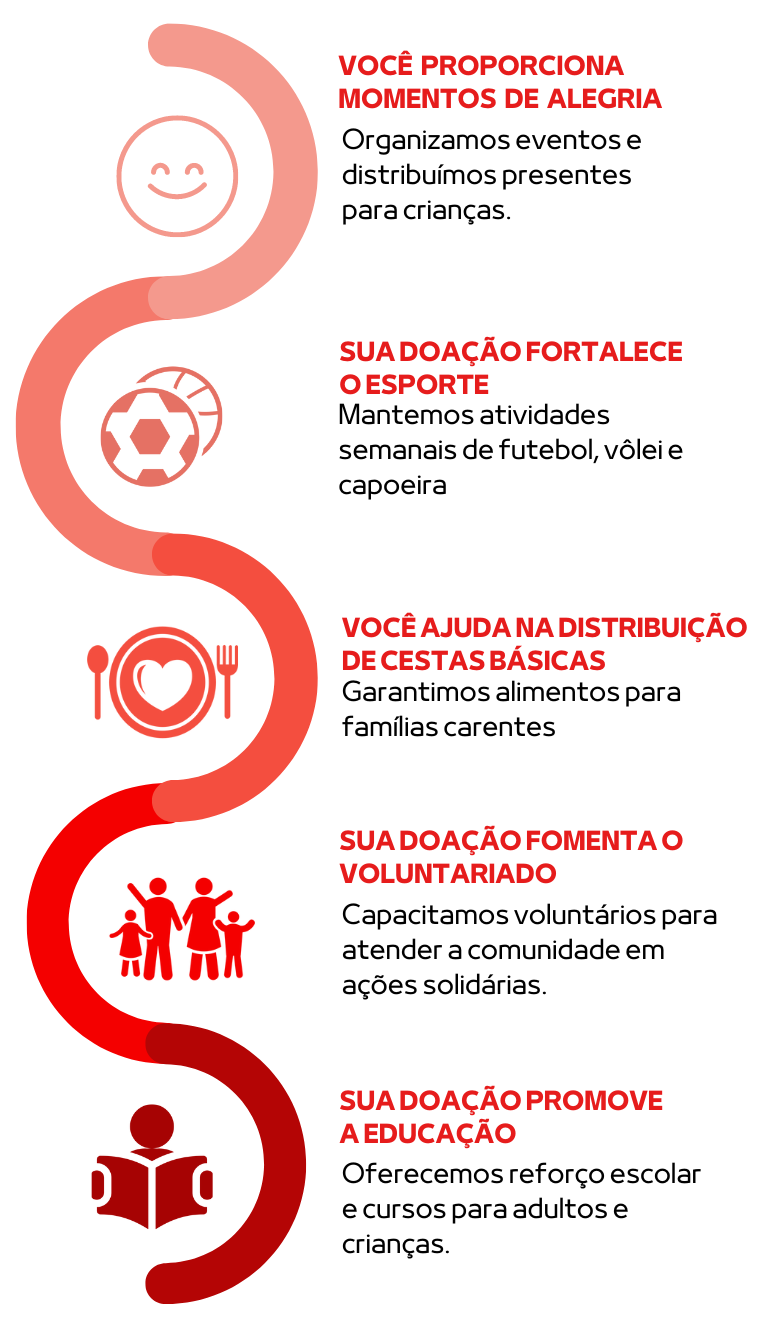 VOCÊ PROPORCIONA
MOMENTOS DE ALEGRIA
Organizamos eventos e
distribuímos presentes
para crianças.
SUA DOAÇÃO FORTALECE
O ESPORTE
Mantemos atividades
semanais de futebol, vôlei e
capoeira
VOCÊ AJUDA NA DISTRIBUIÇÃO
DE CESTAS BÁSICAS
Garantimos alimentos para
famílias carentes
SUA DOAÇÃO FOMENTA O
VOLUNTARIADO
Capacitamos voluntários para
atender a comunidade em
ações solidárias.
SUA DOAÇÃO PROMOVE
A EDUCAÇÃO
Oferecemos reforço escolar
e cursos para adultos e
crianças.